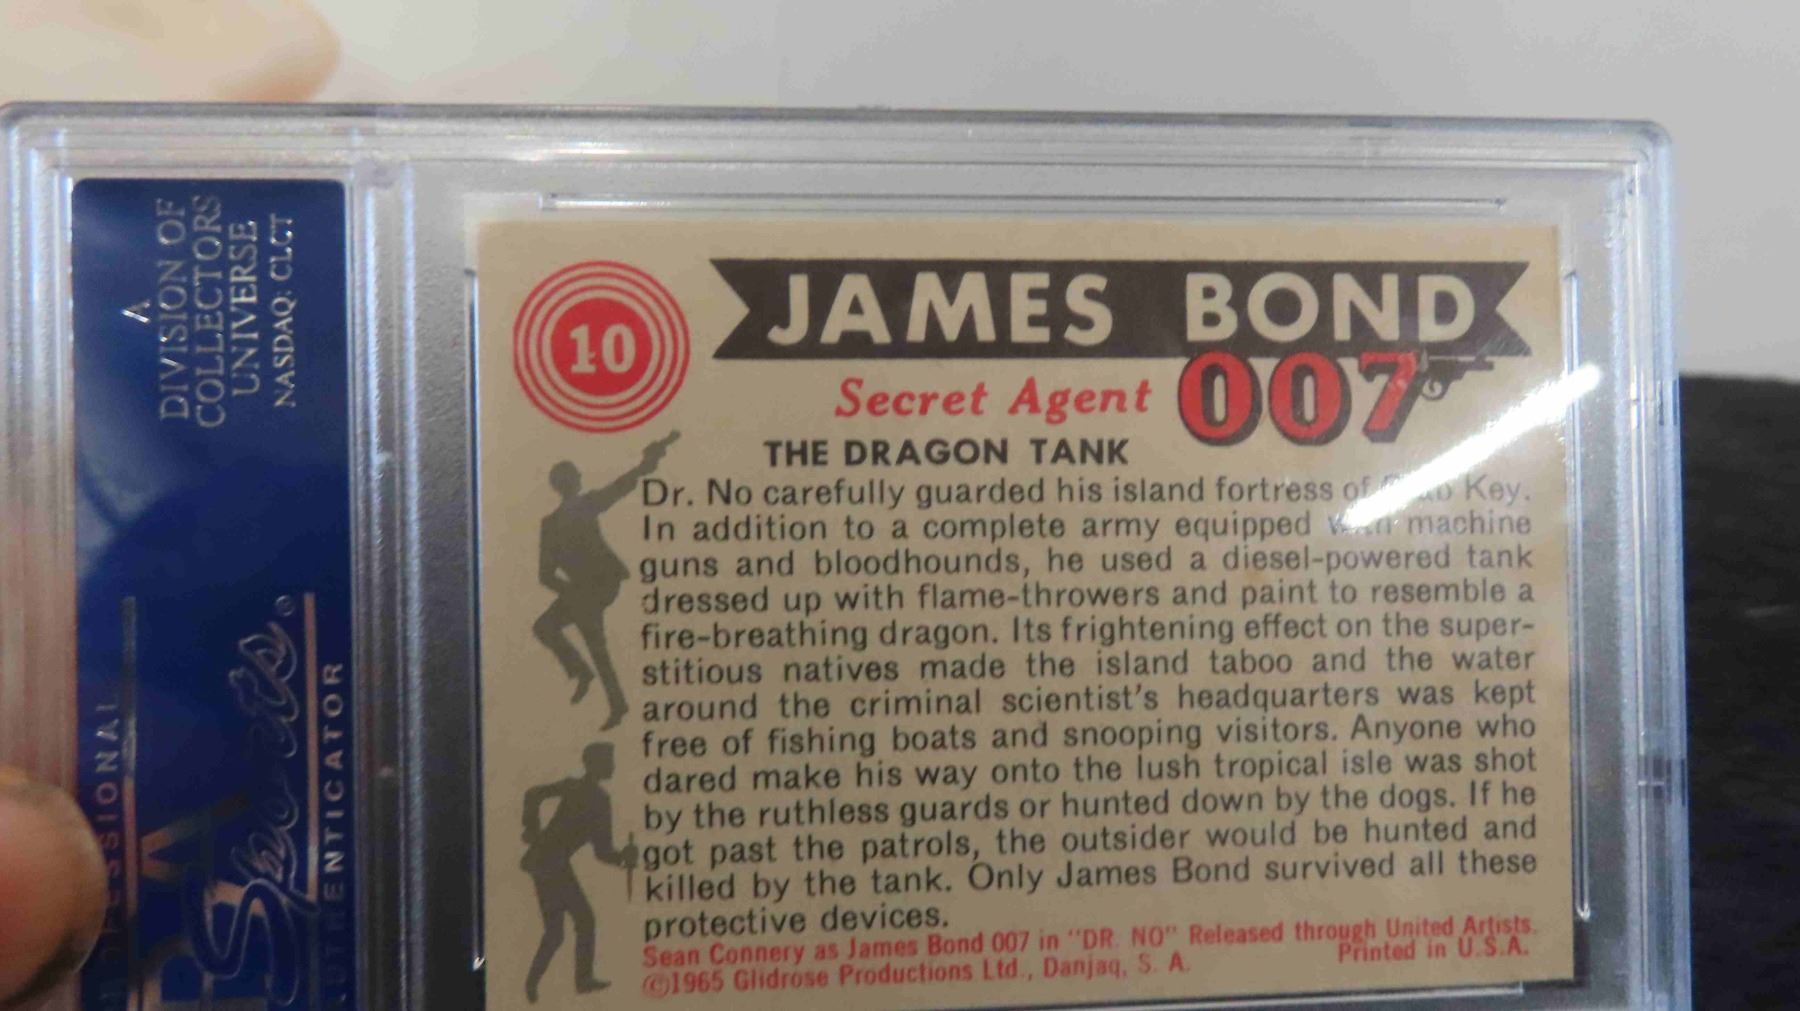 A
DIVISION OF
COLLECTORS
UNIVERSE
NASDAQ: CLCT
Sports®
10
JAMES BOND
Secret Agent 007
THE DRAGON TANK
Dr. No carefully guarded his island fortress of Key.
In addition to a complete army equipped with machine
guns and bloodhounds, he used a diesel-powered tank
dressed up with flame-throwers and paint to resemble a
fire-breathing dragon. Its frightening effect on the super-
stitious natives made the island taboo and the water
around the criminal scientist's headquarters was kept
free of fishing boats and snooping visitors. Anyone who
dared make his way onto the lush tropical isle was shot
by the ruthless guards or hunted down by the dogs. If he
got past the patrols, the outsider would be hunted and
killed by the tank. Only James Bond survived all these
protective devices.
Sean Connery as James Bond 007 in "DR. NO" Released through United Artists.
©1965 Glidrose Productions Ltd., Danjaq, S. A. Printed in U.S.A.